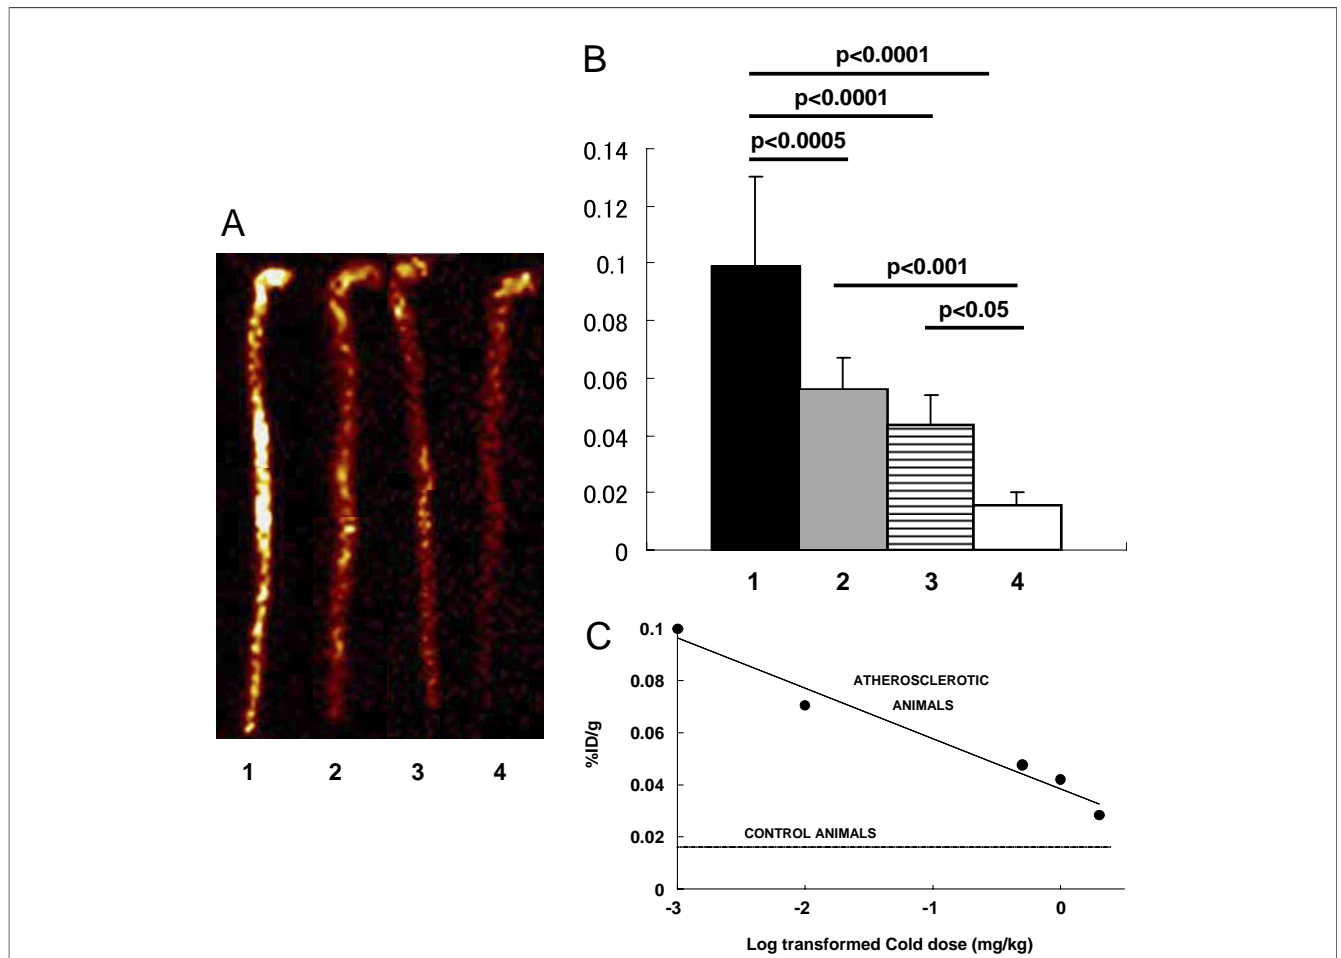 A
1 2 3 4
B
p<0.0001
p<0.0001
p<0.0005
0.14
0.12
0.1
0.08
0.06
0.04
0.02
0
p<0.001
p<0.05
1 2 3 4
C
0.1
0.08
0.06
0.04
0.02
0
%ID/g
ATHEROSCLEROTIC
ANIMALS
CONTROL ANIMALS
-3 -2 -1 0
Log transformed Cold dose (mg/kg)